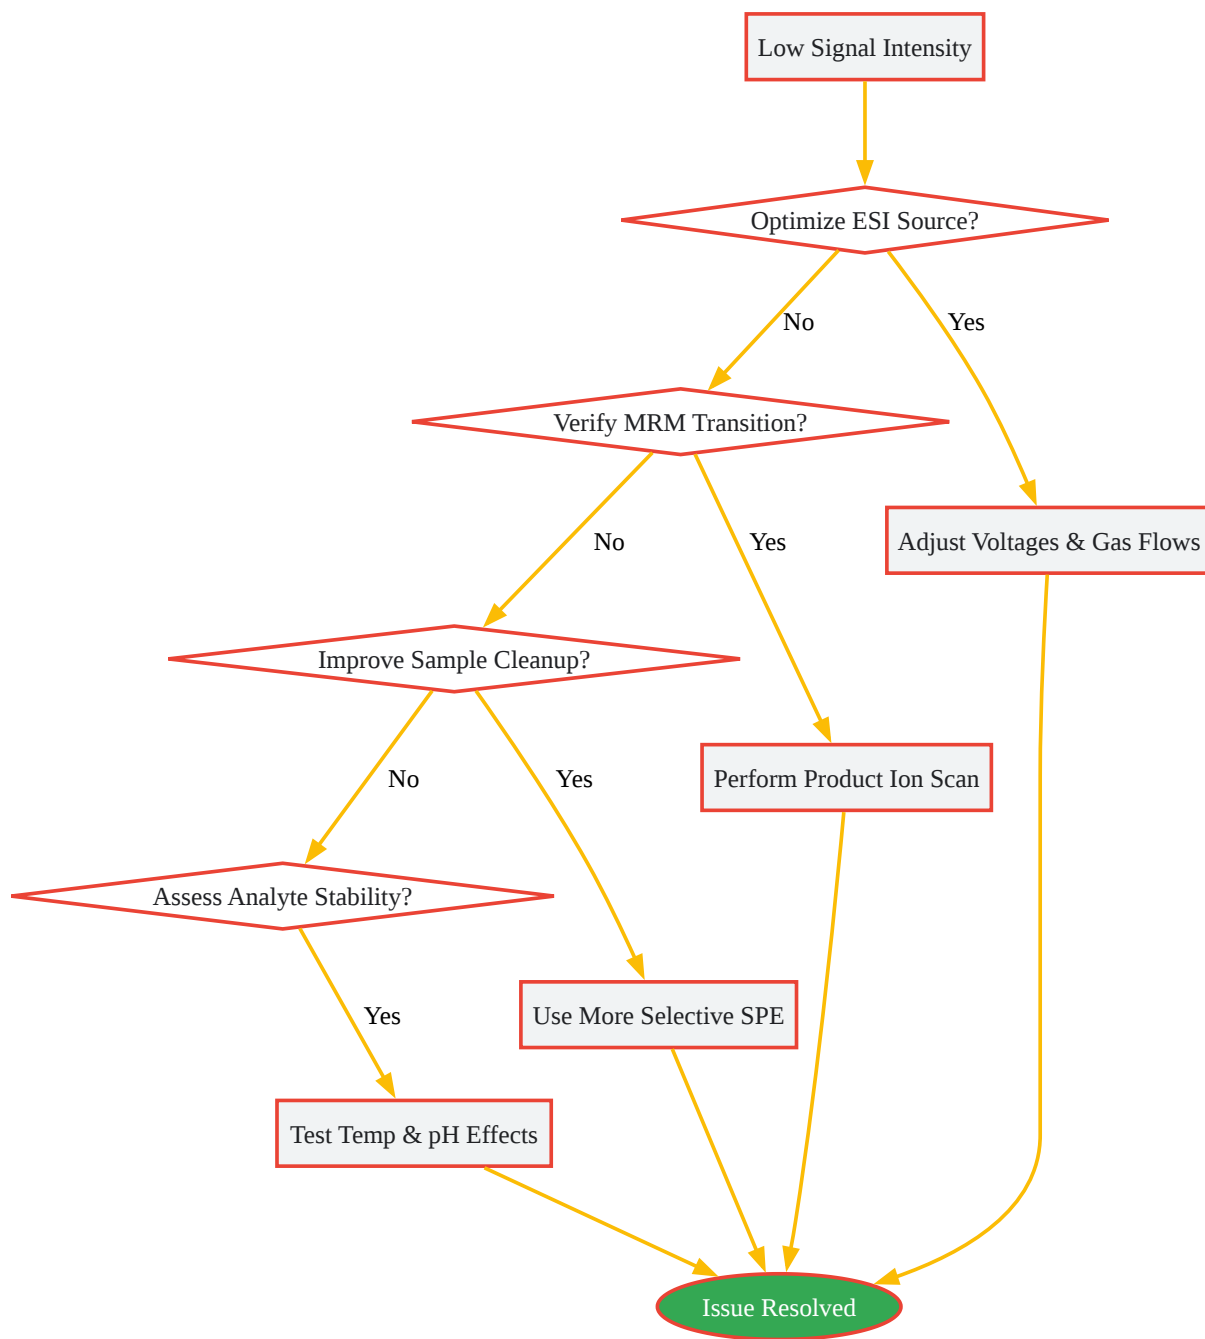 Low Signal Intensity
Optimize ESI Source?
No
Yes
Verify MRM Transition?
No
Yes
Adjust Voltages & Gas Flows
Improve Sample Cleanup?
No
Yes
Perform Product Ion Scan
Assess Analyte Stability?
Yes
Use More Selective SPE
Test Temp & pH Effects
Issue Resolved